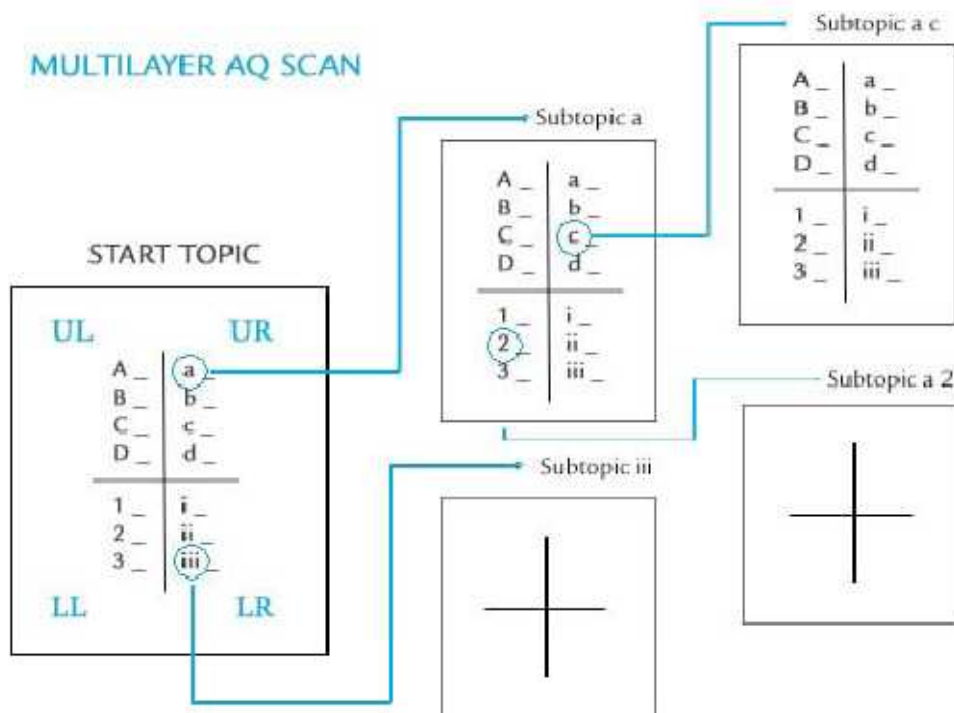 MULTILAYER AQ SCAN
START TOPIC
UL UR
A _ a _
B _ b _
C _ c _
D _ d _
1 _ i _
2 _ ii _
3 _ iii _
LL LR
Subtopic a
A _ a _
B _ b _
C _ c _
D _ d _
1 _ i _
2 _ ii _
3 _ iii _
Subtopic a c
A _ a _
B _ b _
C _ c _
D _ d _
1 _ i _
2 _ ii _
3 _ iii _
Subtopic a 2
Subtopic iii